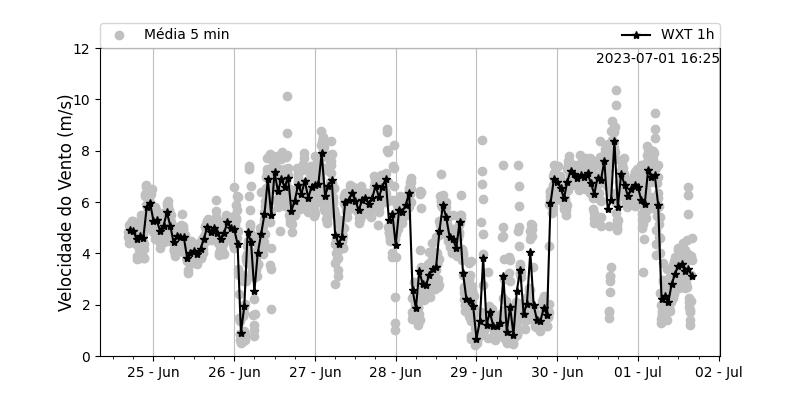 Média 5 min
WXT 1h
2023-07-01 16:25
Velocidade do Vento (m/s)
12
10
8
6
4
2
0
25 - Jun
26 - Jun
27 - Jun
28 - Jun
29 - Jun
30 - Jun
01 - Jul
02 - Jul